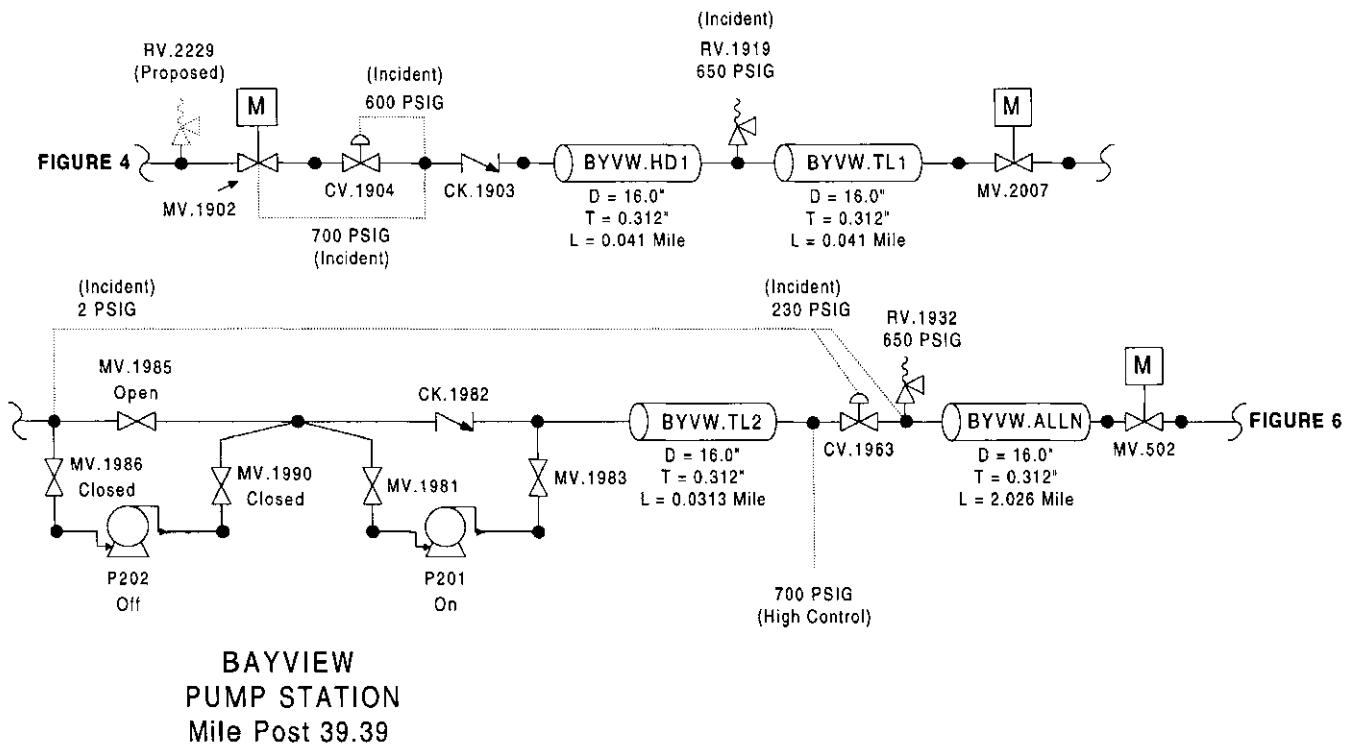 (Incident)
RV.1919
650 PSIG
RV.2229
(Proposed)
(Incident)
600 PSIG
M
M
FIGURE 4
MV.1902
CV.1904
CK.1903
BYVW.HD1
D = 16.0"
T = 0.312"
L = 0.041 Mile
BYVW.TL1
D = 16.0"
T = 0.312"
L = 0.041 Mile
MV.2007
700 PSIG
(Incident)
(Incident)
2 PSIG
(Incident)
230 PSIG
RV.1932
650 PSIG
M
MV.1985
Open
CK.1982
BYVW.TL2
D = 16.0"
T = 0.312"
L = 0.0313 Mile
CV.1963
BYVW.ALLN
D = 16.0"
T = 0.312"
L = 2.026 Mile
MV.502
FIGURE 6
MV.1986
Closed
MV.1990
Closed
MV.1981
MV.1983
P202
Off
P201
On
700 PSIG
(High Control)
BAYVIEW
PUMP STATION
Mile Post 39.39